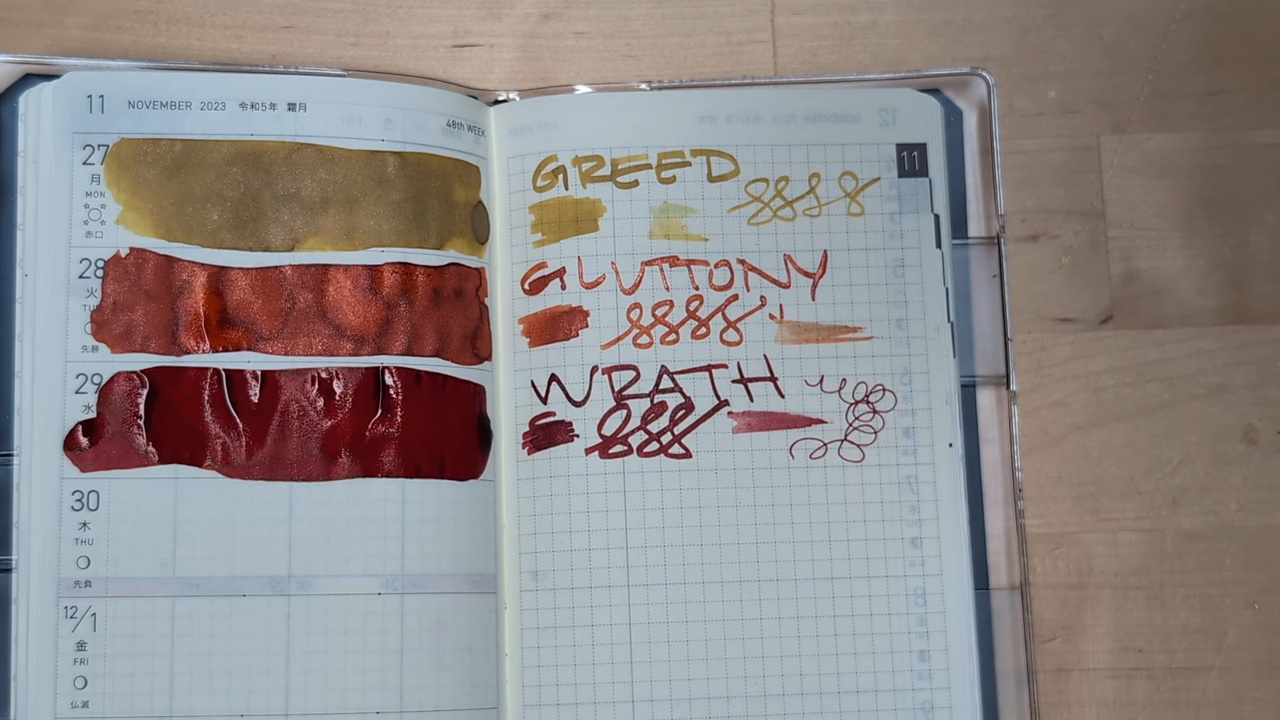 11 NOVEMBER 2023 令和5年 霜月
48th WEEK
27
月
MON
赤口
28
火
先勝
29
水
30
木
THU
先負
12/1
金
FRI
仏滅
11
GREED
GLUTTONY
WRATH